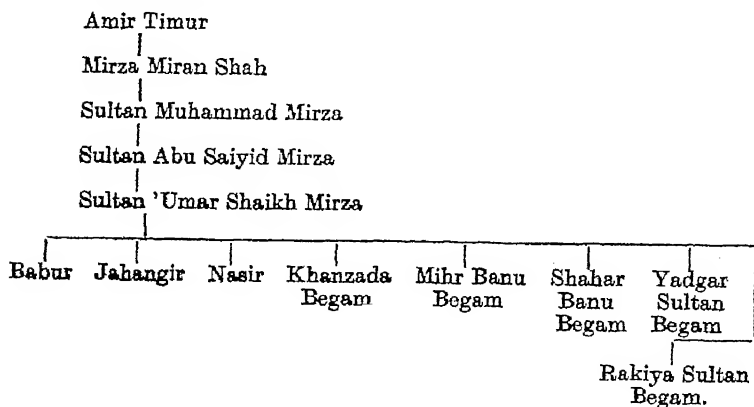 Amir Timur
Mirza Miran Shah
Sultan Muhammad Mirza
Sultan Abu Saiyid Mirza
Sultan 'Umar Shaikh Mirza
Babur Jahangir Nasir Khanzada Mihr Banu Shahar Yadgar
Begam Begam Banu Sultan
Begam Begam
Rakiya Sultan
Begam.